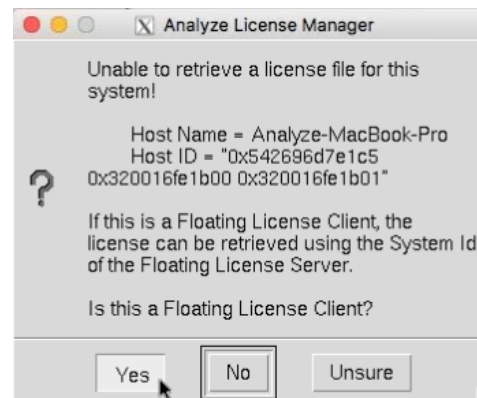 Analyze License Manager
Unable to retrieve a license file for this
system!
Host Name = Analyze-MacBook-Pro
Host ID = "0x542696d7e1c5
0x320016fe1b00 0x320016fe1b01"
?
If this is a Floating License Client, the
license can be retrieved using the System Id
of the Floating License Server.
Is this a Floating License Client?
Yes No Unsure